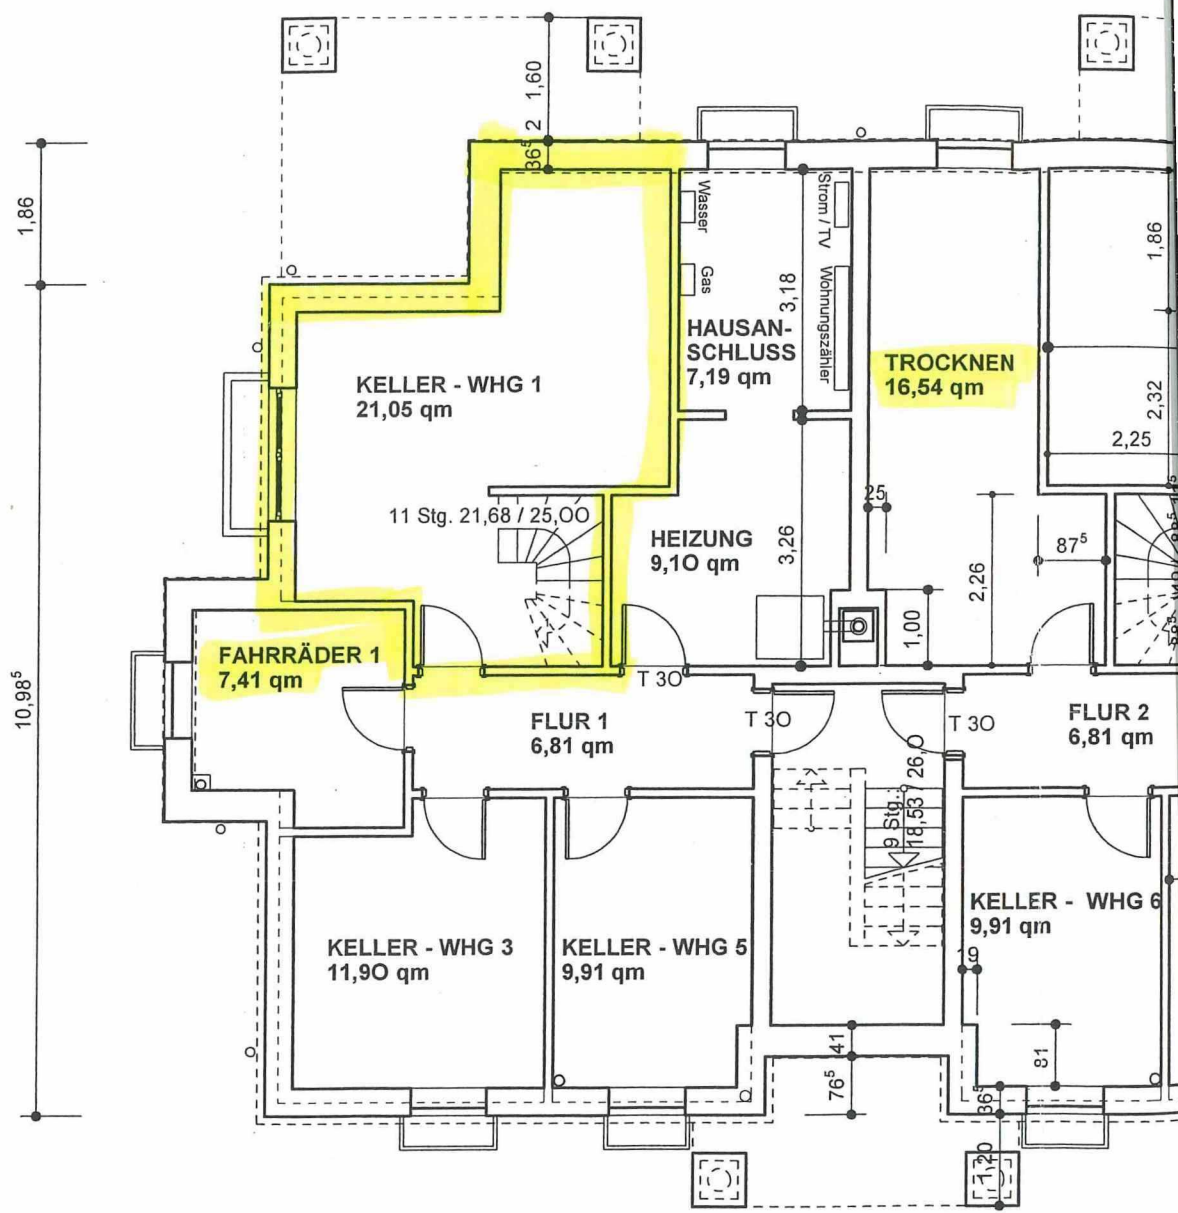 1,60
2
36⁵
1,86
10,98⁵
Wasser
Gas
Strom / TV
Wohnungszähler
3,18
HAUSAN-
SCHLUSS
7,19 qm
KELLER - WHG 1
21,05 qm
TROCKNEN
16,54 qm
1,86
2,32
2,25
11 Stg. 21,68 / 25,00
HEIZUNG
9,10 qm
3,26
25
87⁵
2,26
1,00
FAHRRÄDER 1
7,41 qm
T 30
FLUR 1
6,81 qm
T 30
T 30
FLUR 2
6,81 qm
9 Stg.
18,53 / 26,0
KELLER - WHG 3
11,90 qm
KELLER - WHG 5
9,91 qm
KELLER - WHG 6
9,91 qm
19
41
76⁵
81
36⁵
1,20